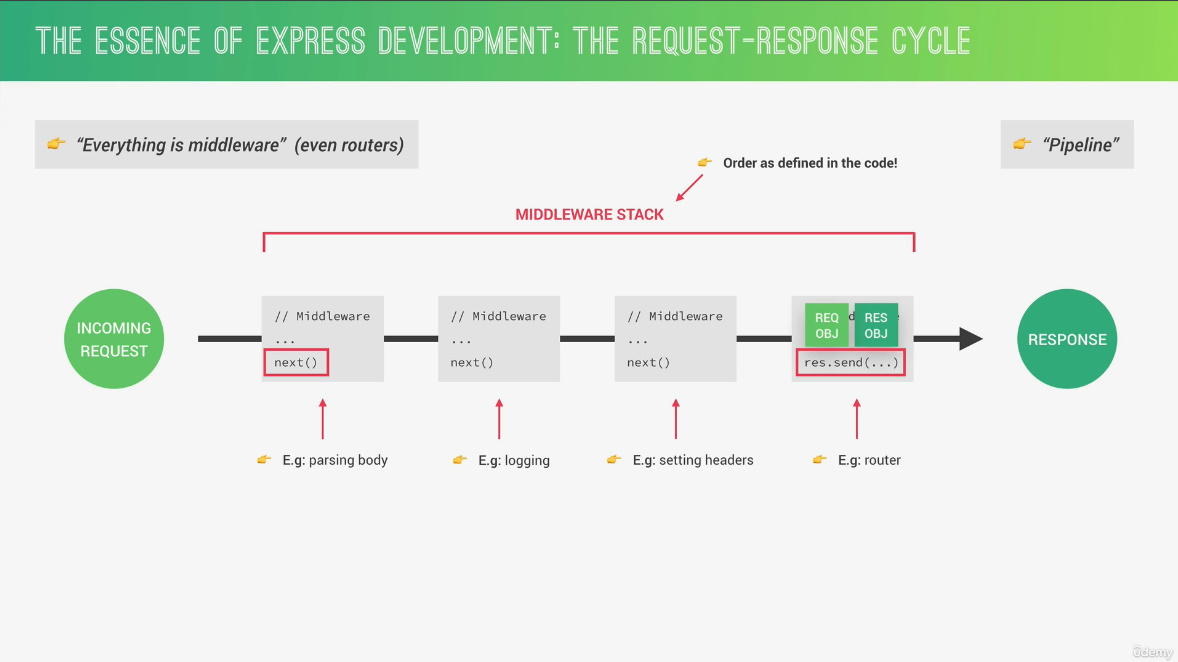 THE ESSENCE OF EXPRESS DEVELOPMENT: THE REQUEST-RESPONSE CYCLE
👉 “Everything is middleware” (even routers)
👉 “Pipeline”
👉 Order as defined in the code!
MIDDLEWARE STACK
INCOMING
REQUEST
// Middleware
...
next()
// Middleware
...
next()
// Middleware
...
next()
REQ
OBJ
RES
OBJ
res.send(...)
RESPONSE
👉 E.g: parsing body
👉 E.g: logging
👉 E.g: setting headers
👉 E.g: router
ûdemy